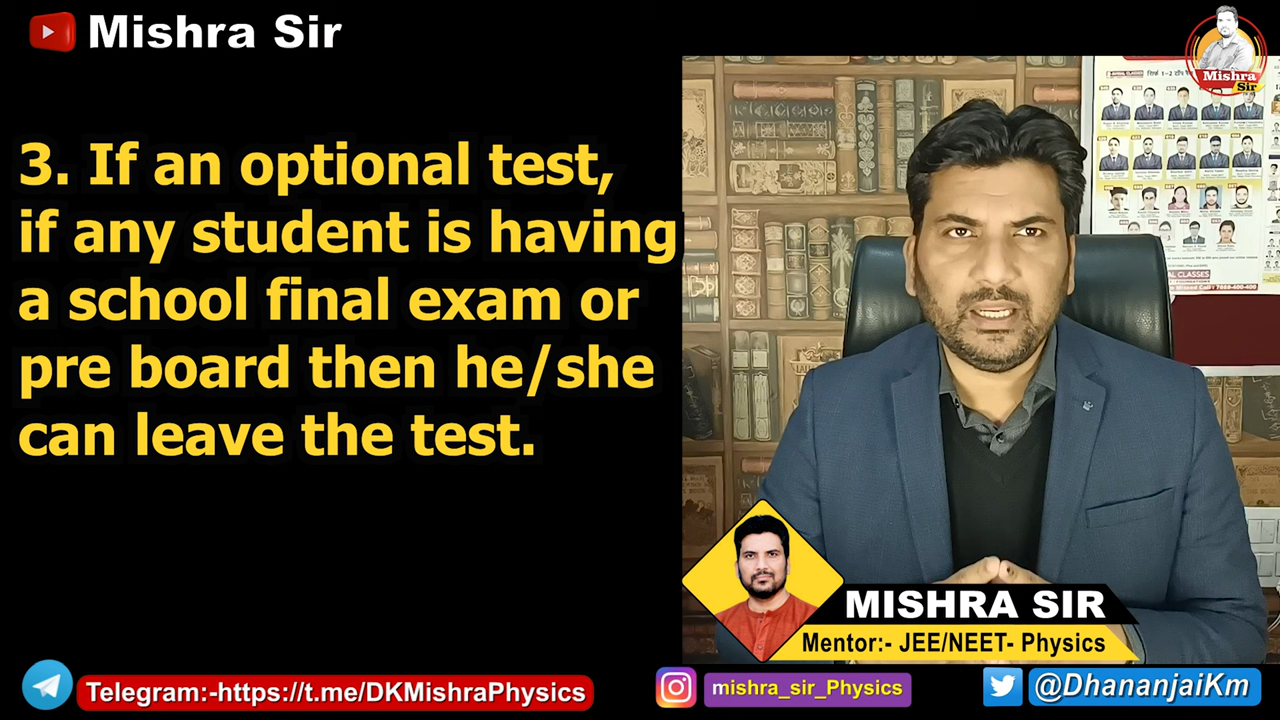 Mishra Sir
3. If an optional test,
if any student is having
a school final exam or
pre board then he/she
can leave the test.
Mishra
Sir
MISHRA SIR
Mentor:- JEE/NEET- Physics
Telegram:-https://t.me/DKMishraPhysics
mishra_sir_Physics
@DhananjaiKm